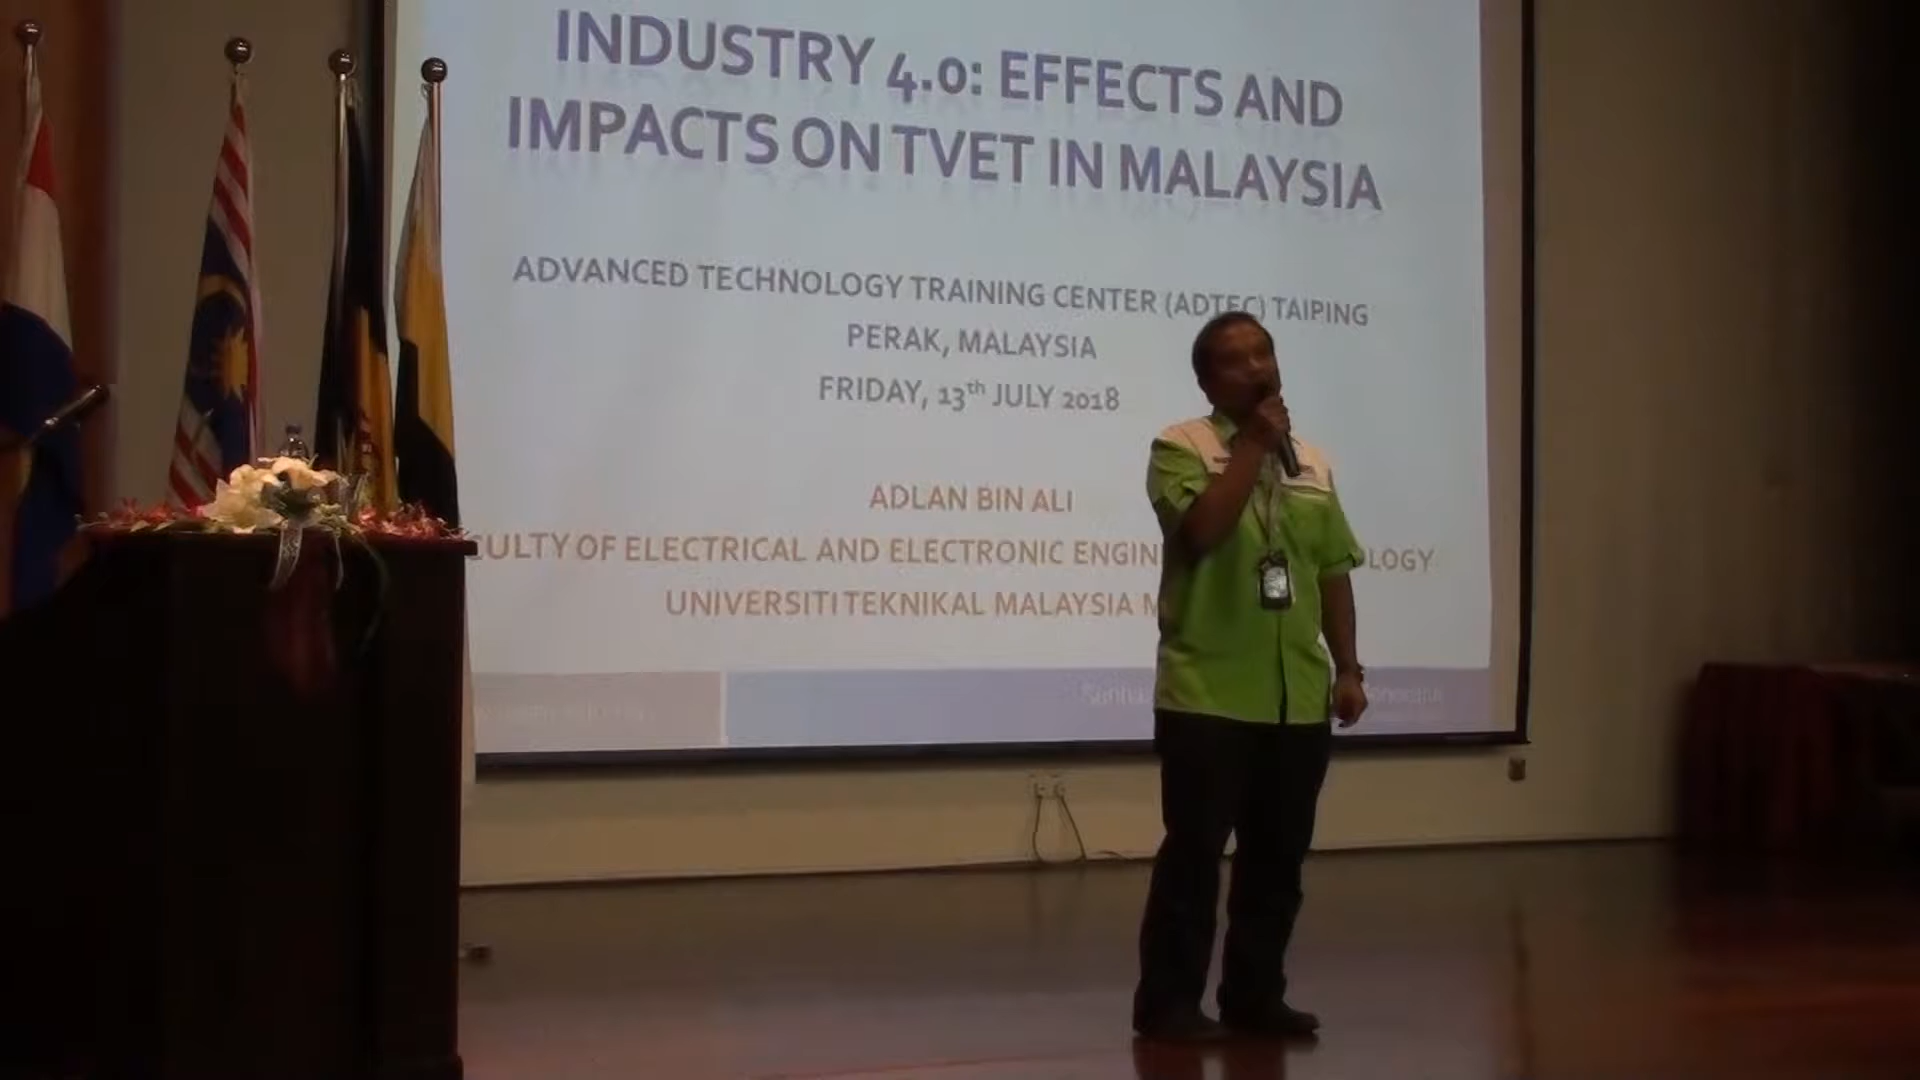 INDUSTRY 4.0: EFFECTS AND
IMPACTS ON TVET IN MALAYSIA
ADVANCED TECHNOLOGY TRAINING CENTER (ADTEC) TAIPING
PERAK, MALAYSIA
FRIDAY, 13th JULY 2018
ADLAN BIN ALI
CULTY OF ELECTRICAL AND ELECTRONIC ENGIN OLOGY
UNIVERSITI TEKNIKAL MALAYSIA M